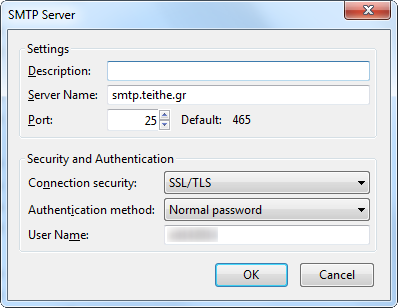 SMTP Server
Settings
Description:
Server Name: smtp.teithe.gr
Port: 25 Default: 465
Security and Authentication
Connection security: SSL/TLS
Authentication method: Normal password
User Name:
OK Cancel